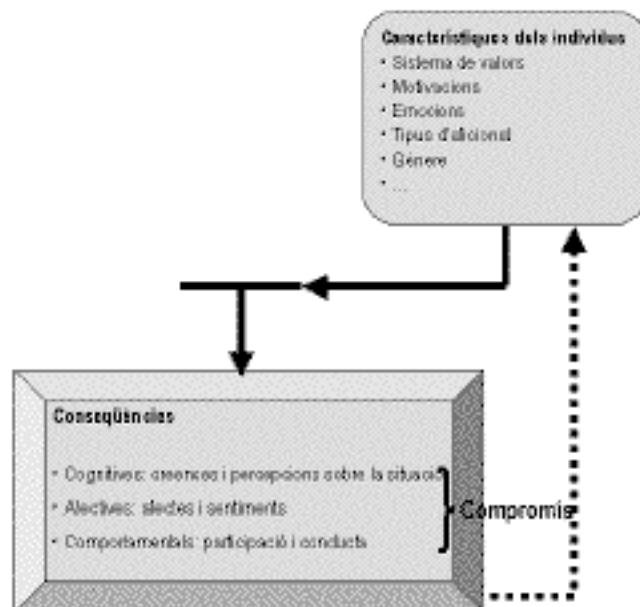 Característiques dels individus
• Sistema de valors
• Motivacions
• Emocions
• Tipus d'aficional
• Gènere
• ...
Conseqüències
• Cognitives: creences i percepcions sobre la situació
• Afectives: afectes i sentiments
• Comportamentals: participació i conducta
Compromís